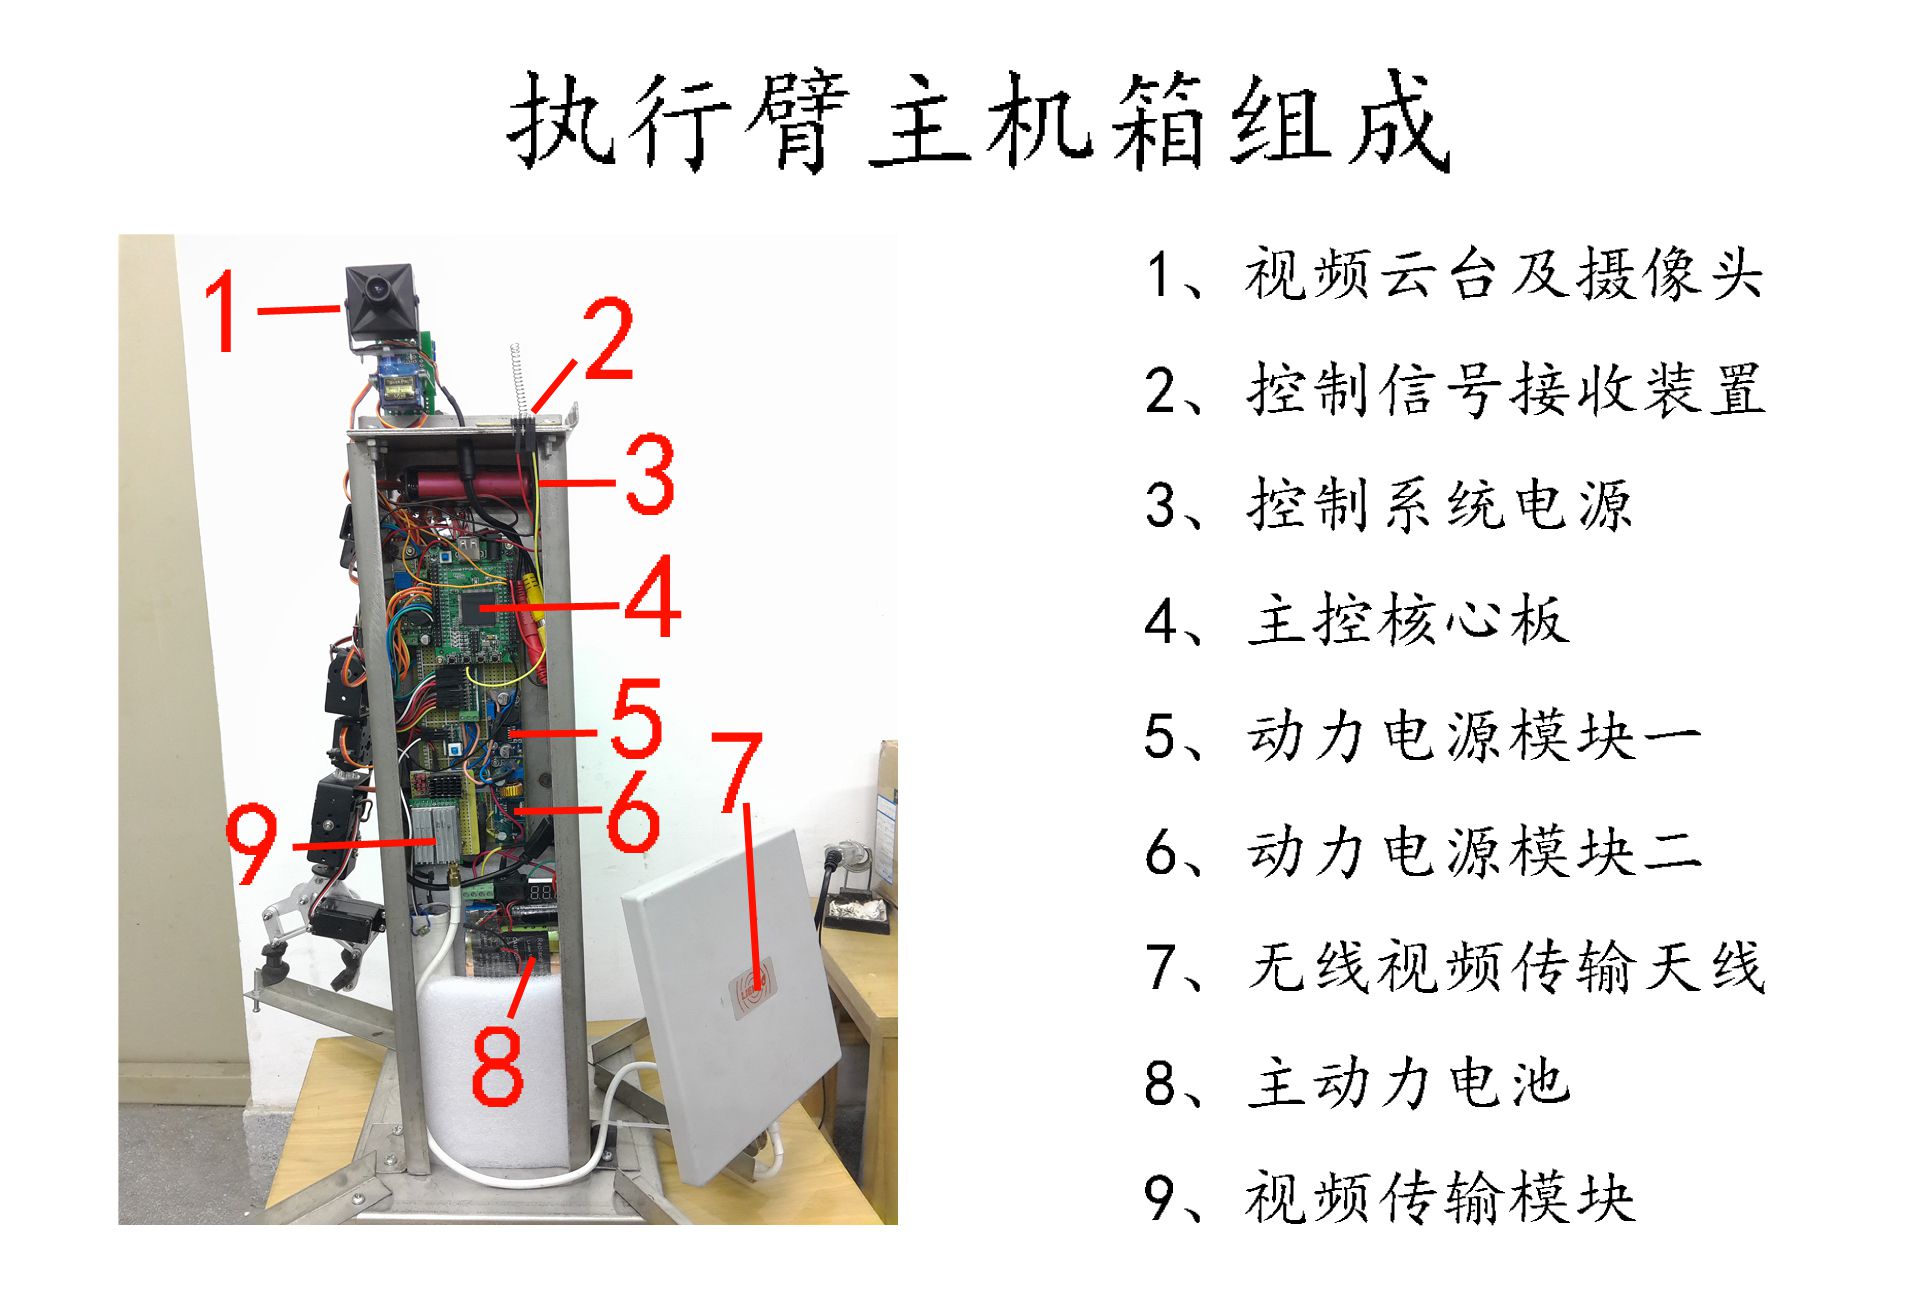 执行臂主机箱组成
1
2
3
4
5
6
7
8
9
1、视频云台及摄像头
2、控制信号接收装置
3、控制系统电源
4、主控核心板
5、动力电源模块一
6、动力电源模块二
7、无线视频传输天线
8、主动力电池
9、视频传输模块